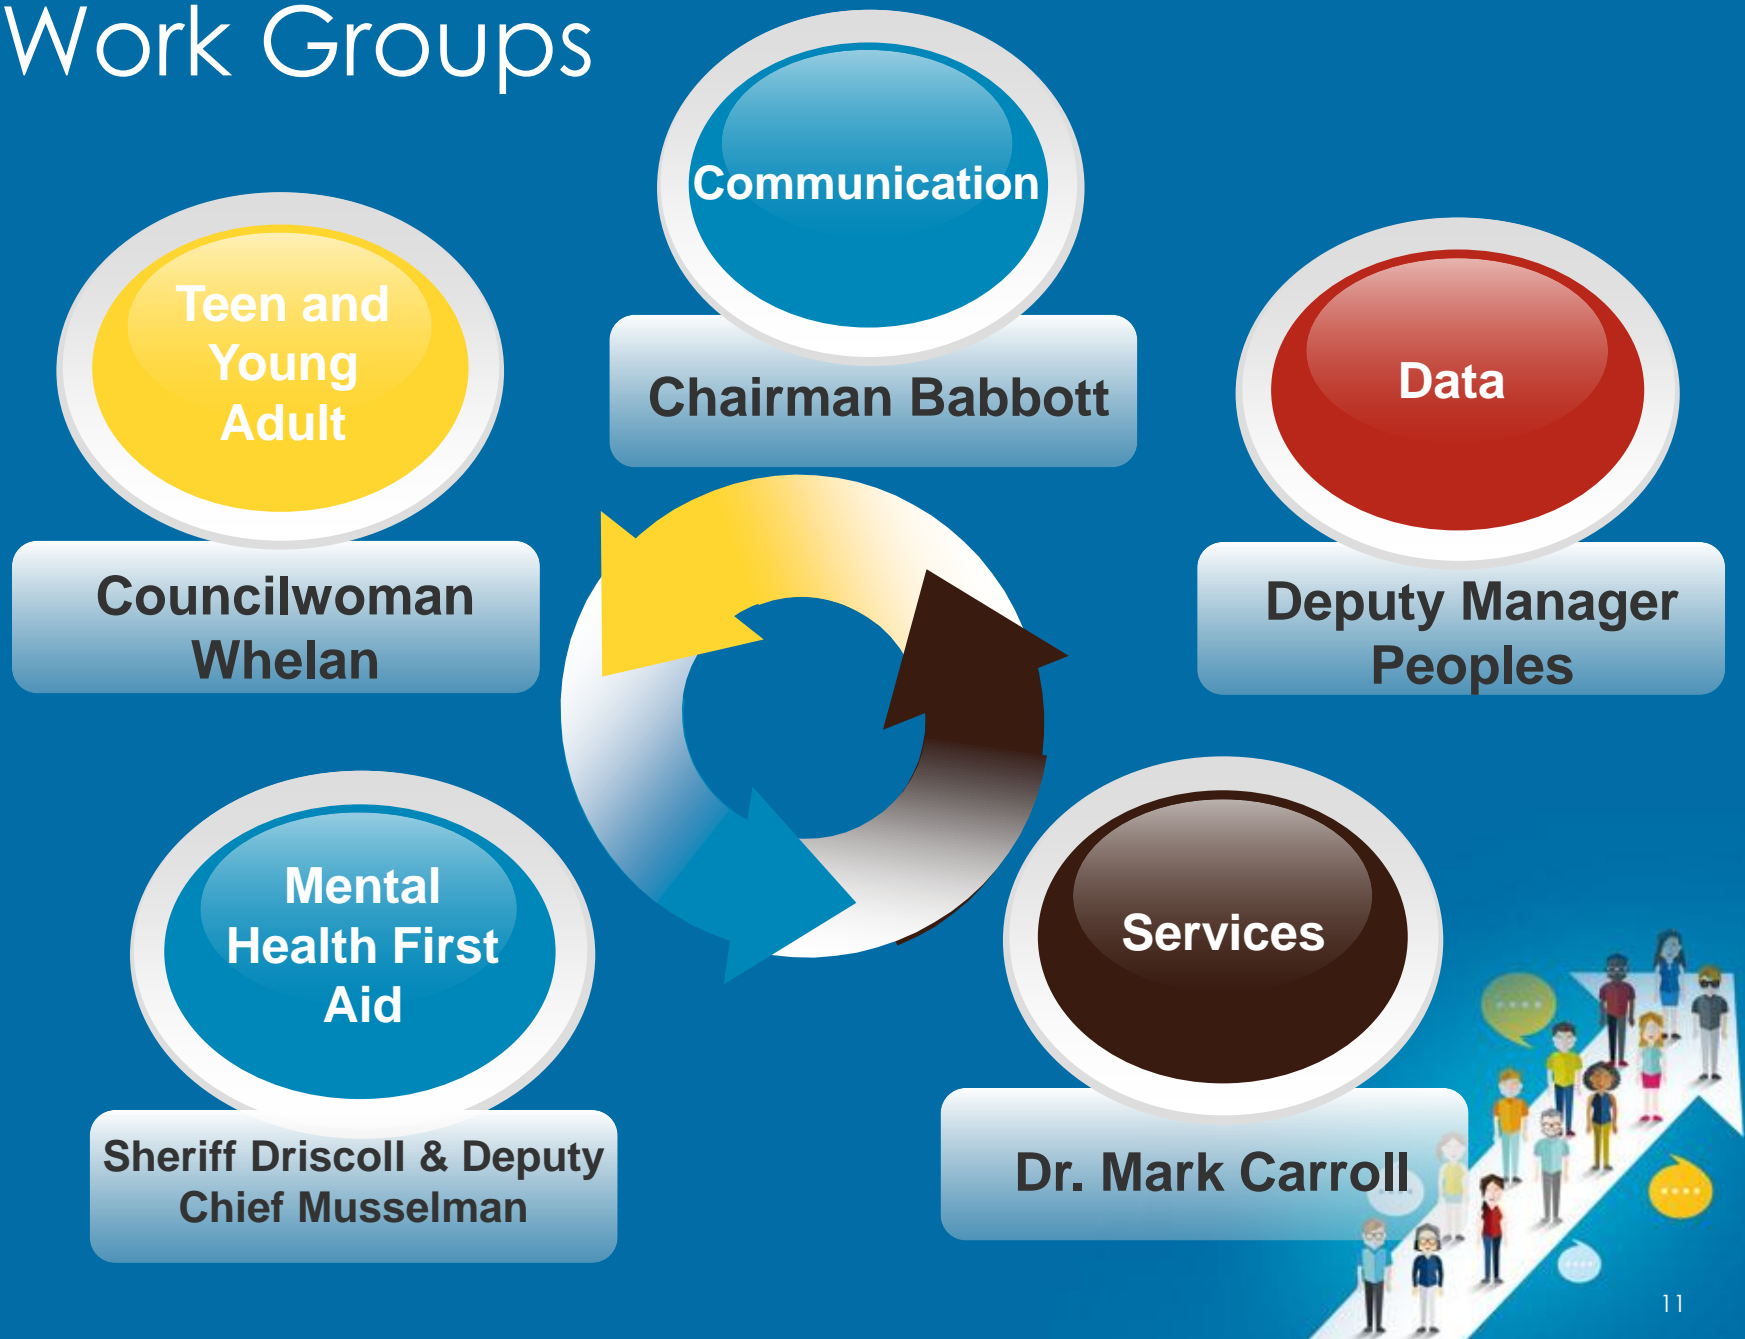 Work Groups
Communication
Chairman Babbott
Teen and
Young
Adult
Councilwoman
Whelan
Data
Deputy Manager
Peoples
Mental
Health First
Aid
Sheriff Driscoll & Deputy
Chief Musselman
Services
Dr. Mark Carroll
11